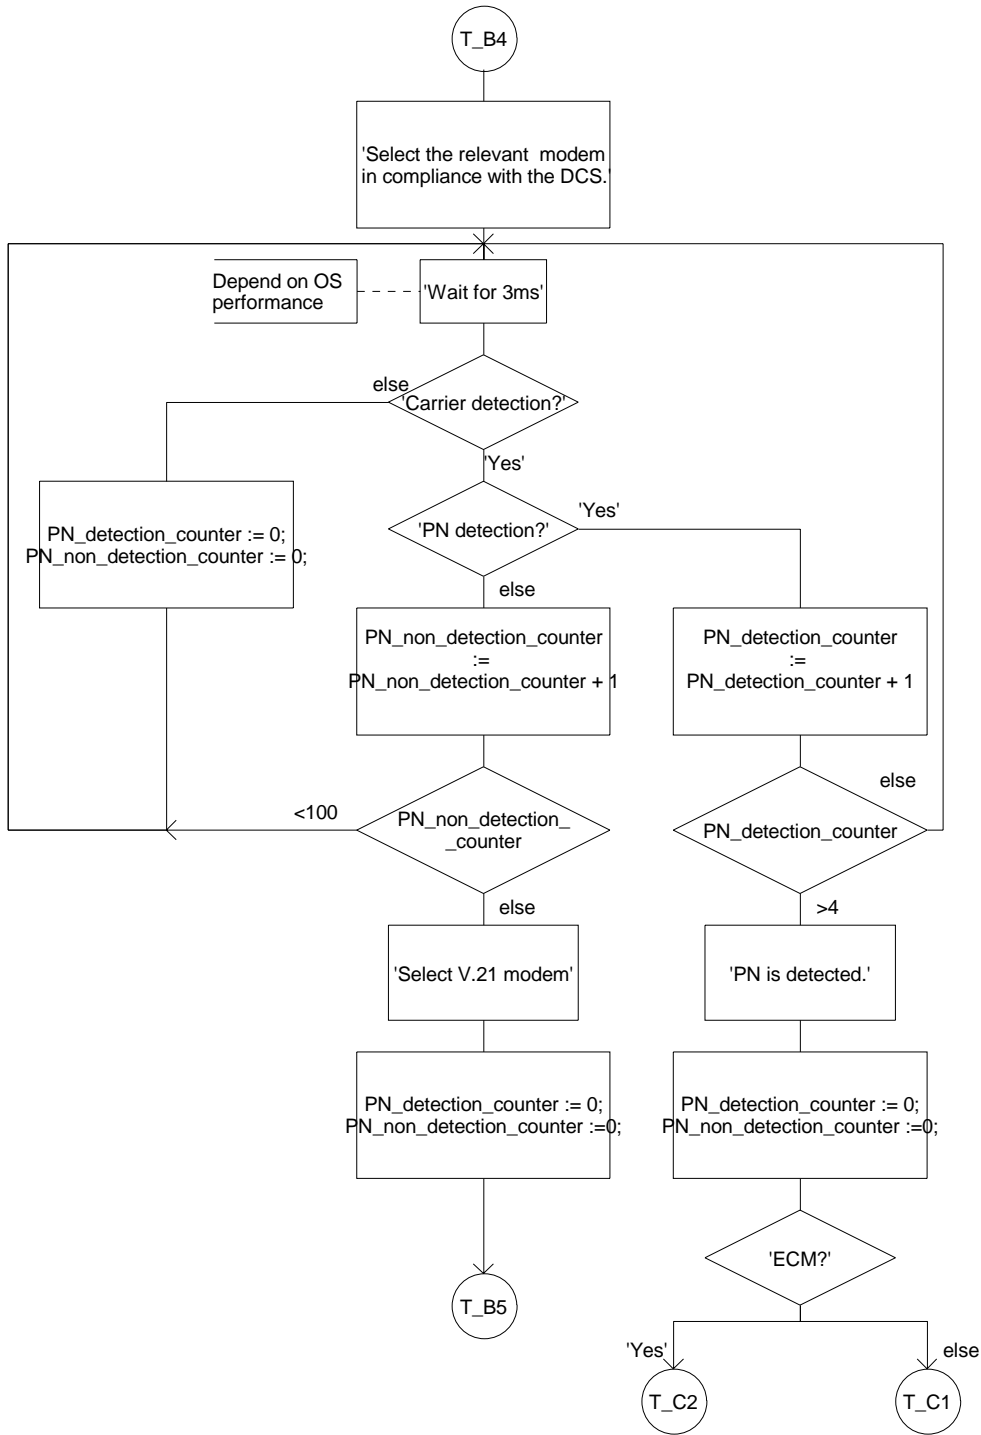 T_B4
'Select the relevant modem
in compliance with the DCS.'
Depend on OS
performance
'Wait for 3ms'
else
'Carrier detection?'
'Yes'
PN_detection_counter := 0;
PN_non_detection_counter := 0;
'PN detection?'
'Yes'
else
PN_non_detection_counter
:=
PN_non_detection_counter + 1
PN_detection_counter
:=
PN_detection_counter + 1
<100
PN_non_detection_
_counter
else
PN_detection_counter
else
>4
'Select V.21 modem'
'PN is detected.'
PN_detection_counter := 0;
PN_non_detection_counter :=0;
PN_detection_counter := 0;
PN_non_detection_counter :=0;
'ECM?'
T_B5
'Yes'
else
T_C2
T_C1